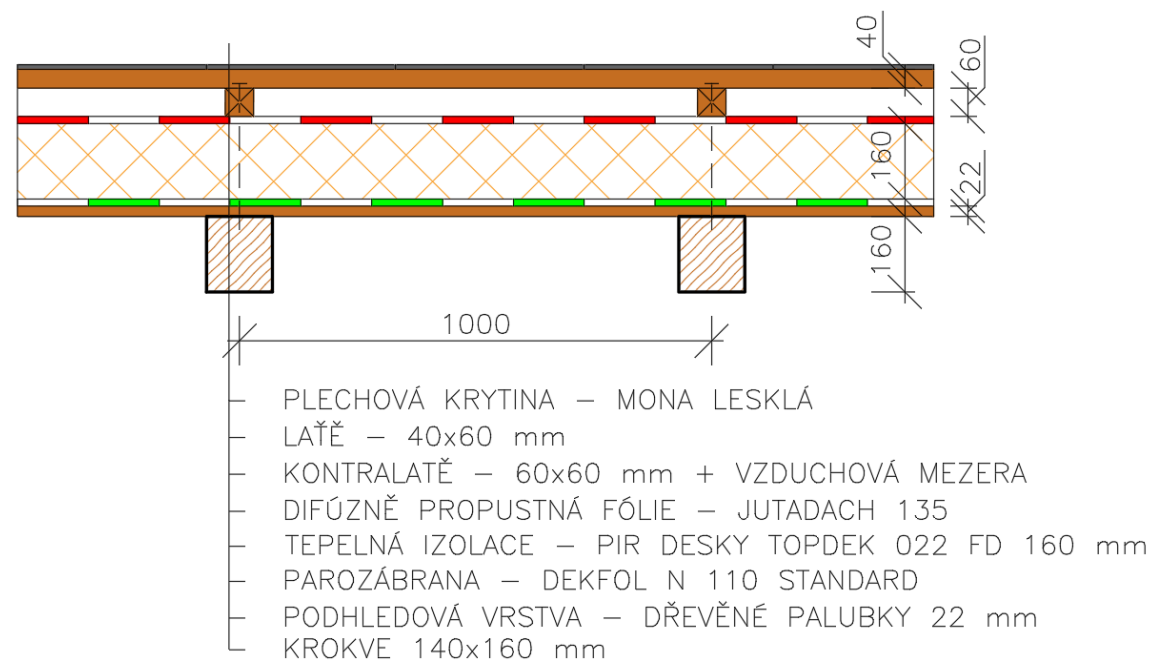 40
60
160
22
160
1000
PLECHOVÁ KRYTINA – MONA LESKLÁ
LAŤĚ – 40x60 mm
KONTRALATĚ – 60x60 mm + VZDUCHOVÁ MEZERA
DIFÚZNĚ PROPUSTNÁ FÓLIE – JUTADACH 135
TEPELNÁ IZOLACE – PIR DESKY TOPDEK 022 FD 160 mm
PAROZÁBRANA – DEKFOL N 110 STANDARD
PODHLEDOVÁ VRSTVA – DŘEVĚNÉ PALUBKY 22 mm
KROKVE 140x160 mm